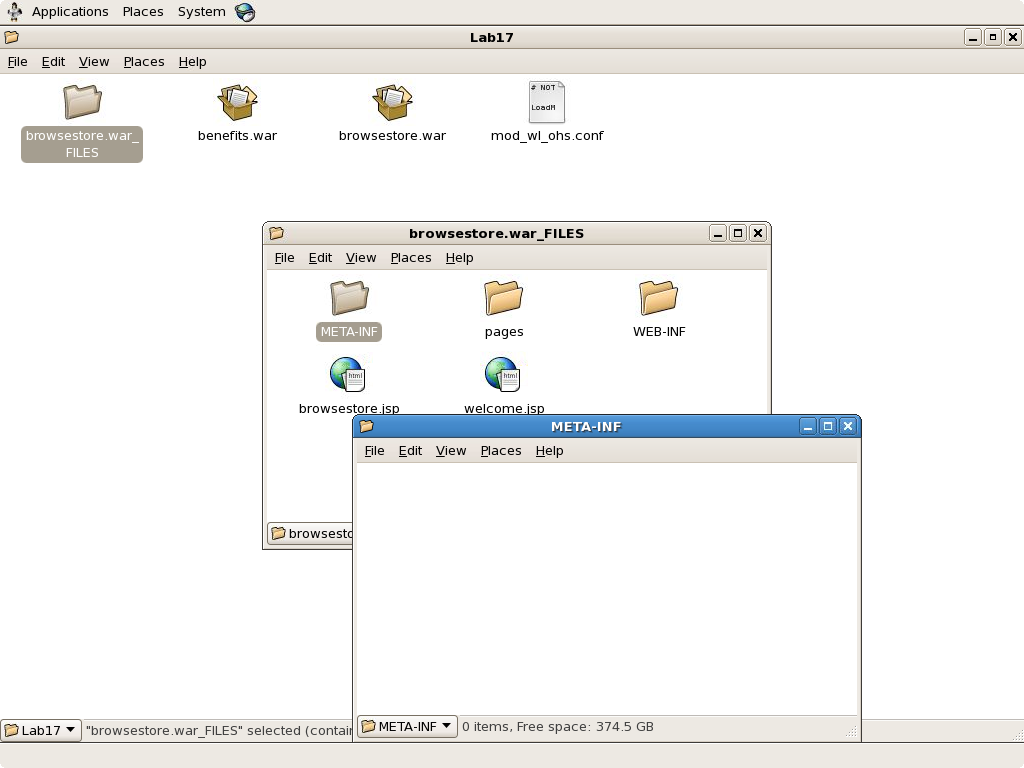 Applications Places System
Lab17
File Edit View Places Help
browsestore.war_
FILES
benefits.war
browsestore.war
# NOT
LoadM
mod_wl_ohs.conf
browsestore.war_FILES
File Edit View Places Help
META-INF
pages
WEB-INF
html
browsestore.jsp
html
welcome.jsp
browsesto
META-INF
File Edit View Places Help
META-INF
0 items, Free space: 374.5 GB
Lab17
"browsestore.war_FILES" selected (contai